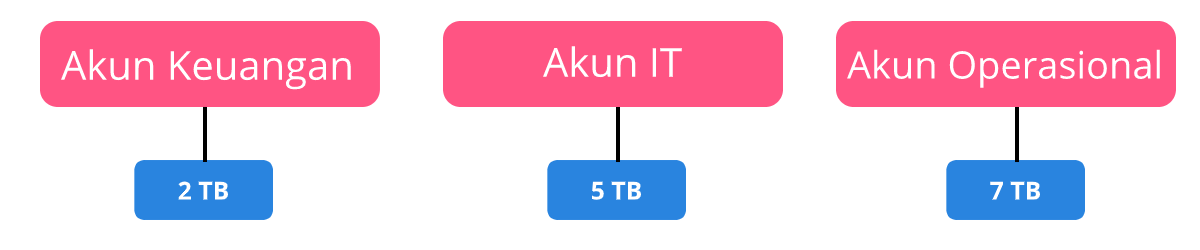 Akun Keuangan
Akun IT
Akun Operasional
2 TB
5 TB
7 TB